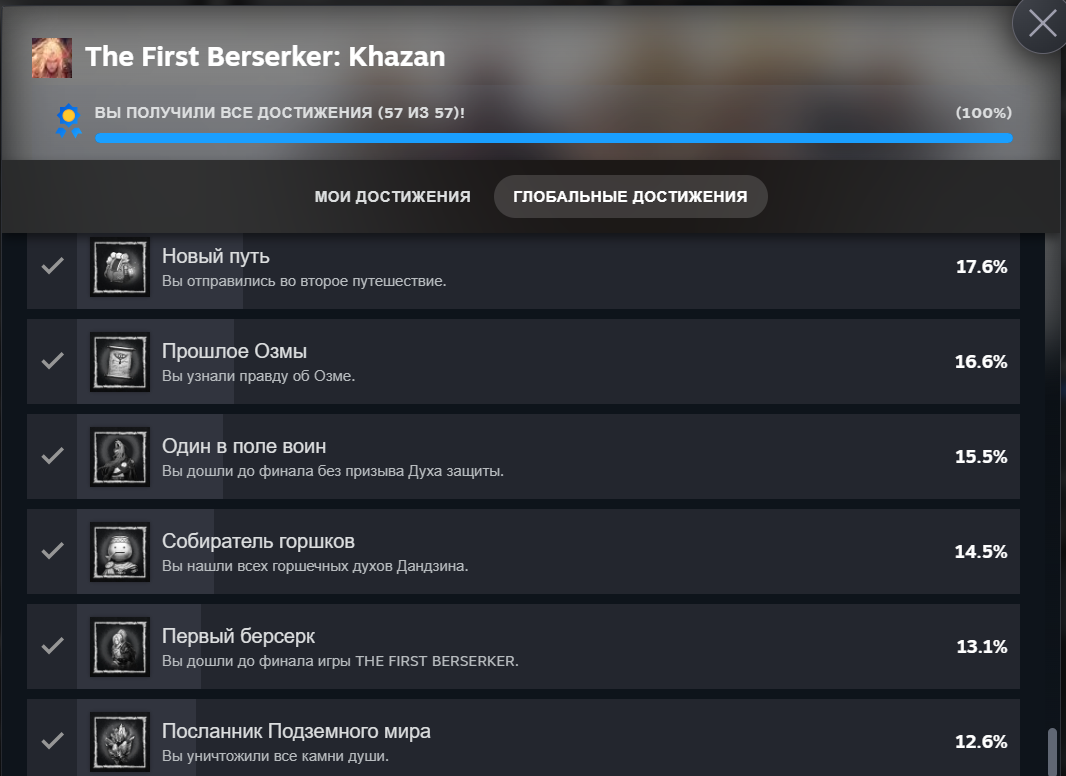 The First Berserker: Khazan
ВЫ ПОЛУЧИЛИ ВСЕ ДОСТИЖЕНИЯ (57 ИЗ 57)! (100%)
МОИ ДОСТИЖЕНИЯ ГЛОБАЛЬНЫЕ ДОСТИЖЕНИЯ
Новый путь
Вы отправились во второе путешествие.
17.6%
Прошлое Озмы
Вы узнали правду об Озме.
16.6%
Один в поле воин
Вы дошли до финала без призыва Духа защиты.
15.5%
Собиратель горшков
Вы нашли всех горшечных духов Дандзина.
14.5%
Первый берсерк
Вы дошли до финала игры THE FIRST BERSERKER.
13.1%
Посланник Подземного мира
Вы уничтожили все камни души.
12.6%